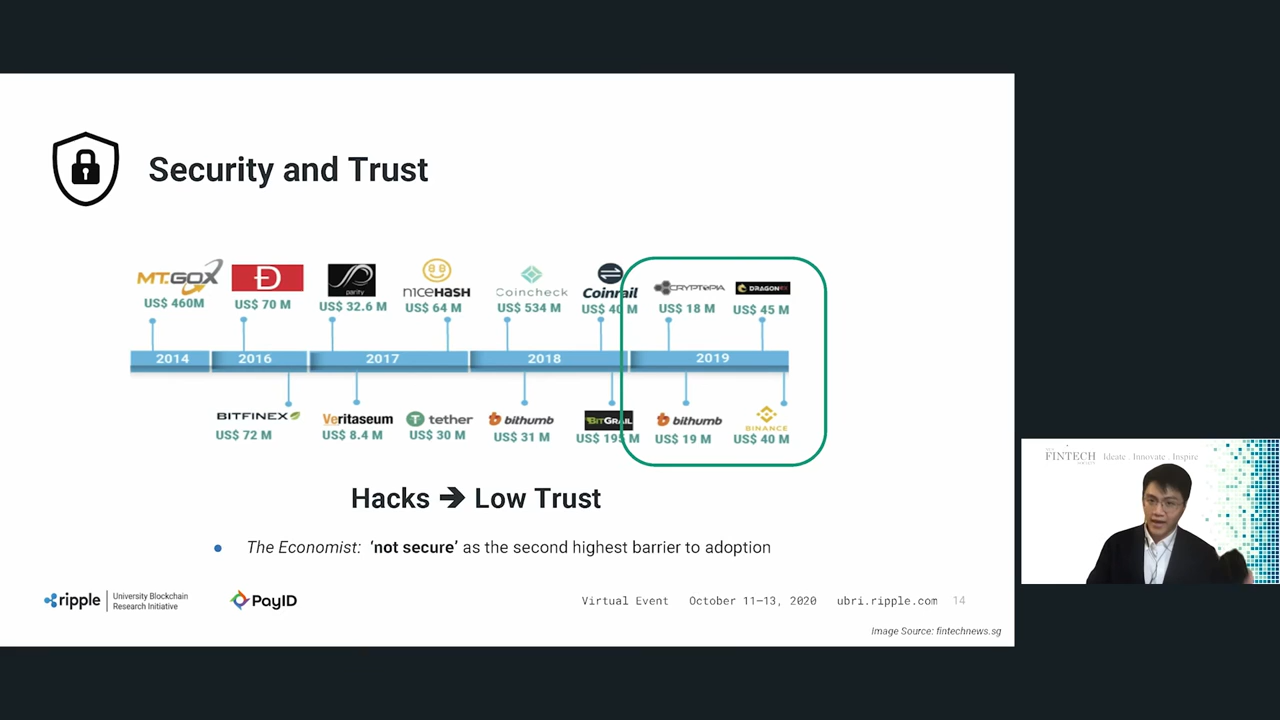 Security and Trust
MT.GOX
US$ 460M
Đ
US$ 70 M
parity
US$ 32.6 M
nicEHASH
US$ 64 M
Coincheck
US$ 534 M
Coinrail
US$ 40 M
CRYPTOPIA
US$ 18 M
DRAGONEX
US$ 45 M
2014
2016
2017
2018
2019
BITFINEX
US$ 72 M
Veritaseum
US$ 8.4 M
tether
US$ 30 M
bithumb
US$ 31 M
BITGRAIL
US$ 195 M
bithumb
US$ 19 M
BINANCE
US$ 40 M
Hacks ➔ Low Trust
• The Economist: ‘not secure’ as the second highest barrier to adoption
ripple
University Blockchain
Research Initiative
PayID
Virtual Event October 11–13, 2020 ubri.ripple.com 14
Image Source: fintechnews.sg
FINTECH
SOCIETY
Ideate . Innovate . Inspire